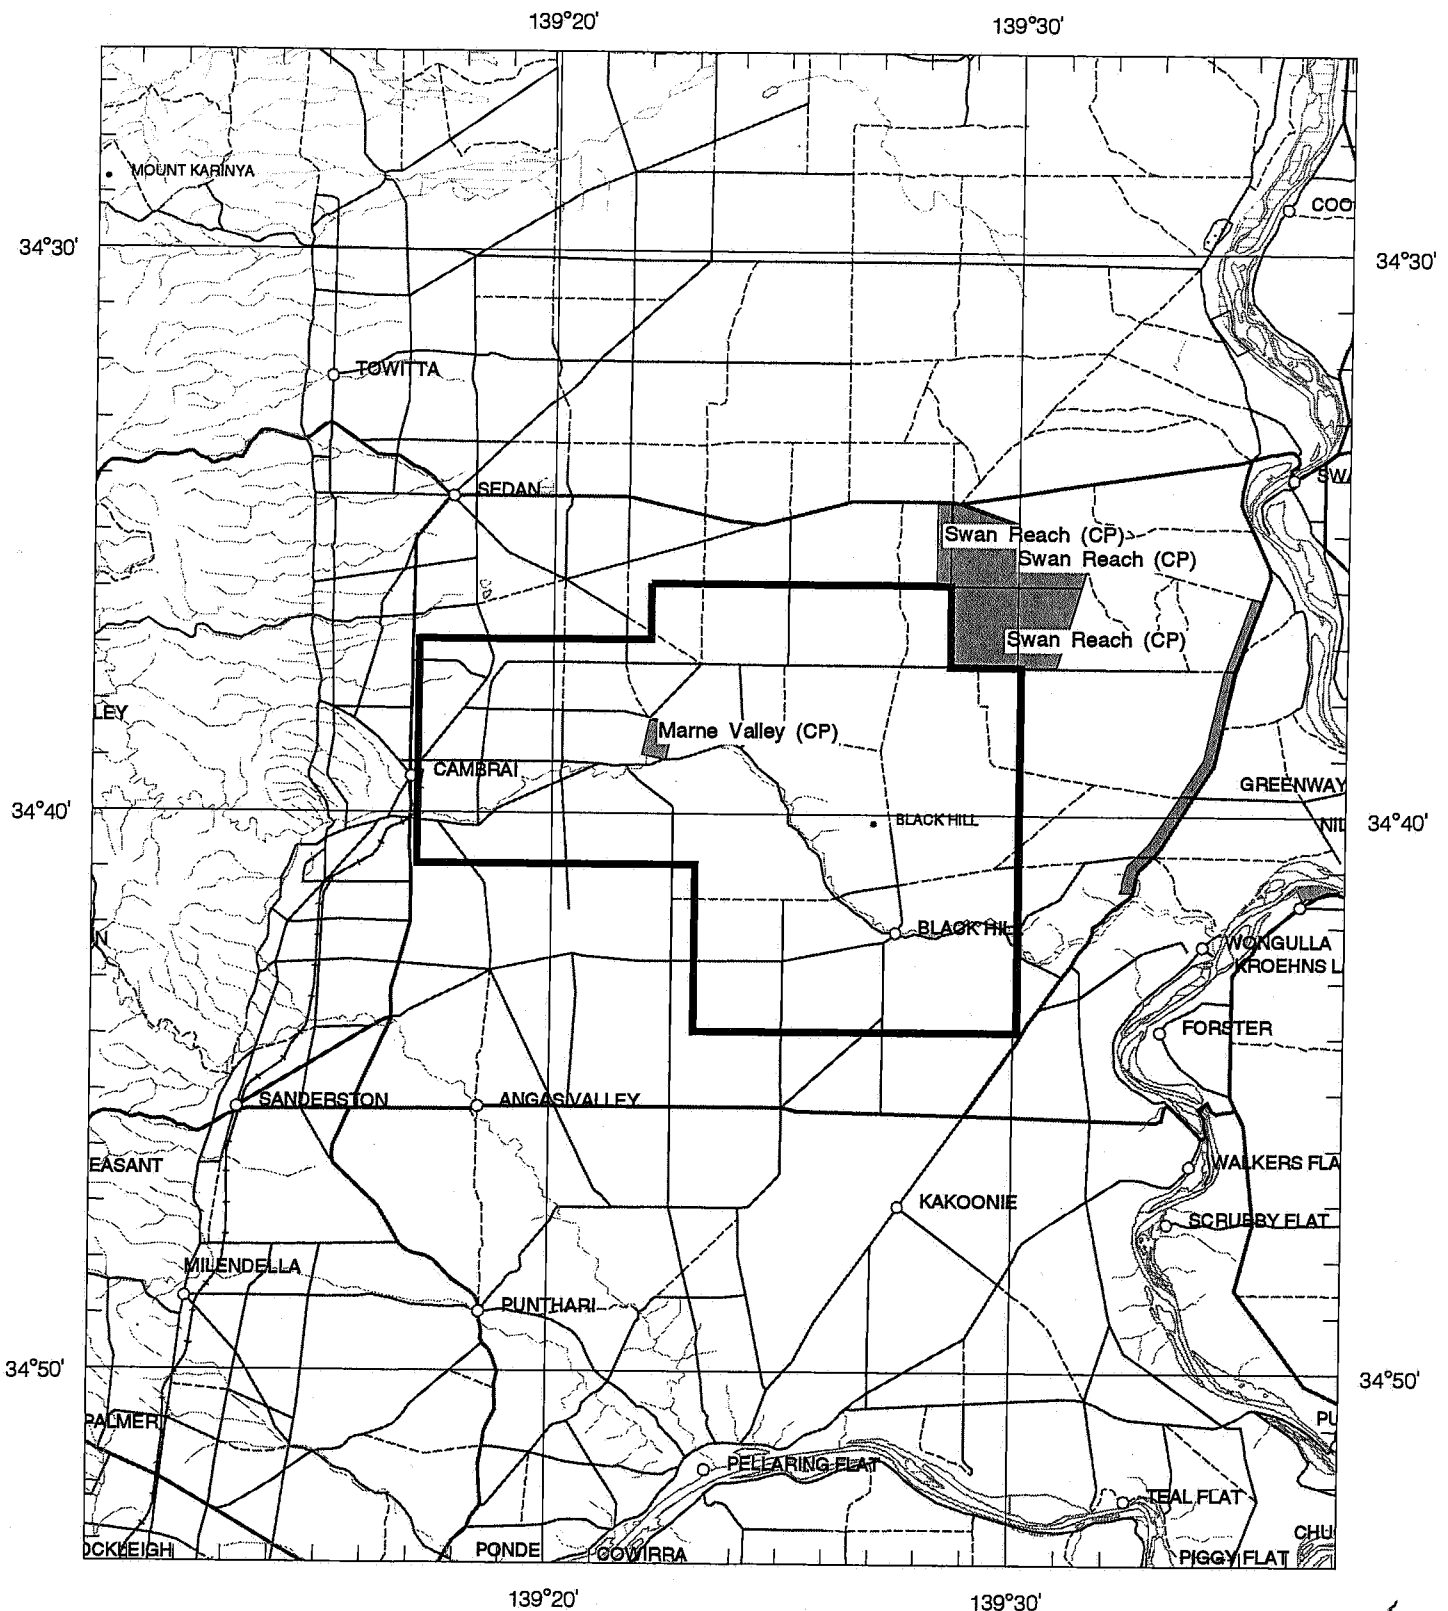 139°20'
139°30'
MOUNT KARINYA
COO
34°30'
34°30'
TOWITTA
SEDAN
SWA
Swan Reach (CP)
Swan Reach (CP)
Swan Reach (CP)
LEY
Marne Valley (CP)
CAMBRAI
GREENWAY
34°40'
BLACK HILL
NIL
34°40'
BLACK HIL
N
WONGULLA
KROEHNS L
FORSTER
SANDERSTON
ANGAS VALLEY
EASANT
WALKERS FLA
KAKOONIE
SCRUBBY FLAT
MILENDELLA
PUNTHARI
34°50'
34°50'
PALMER
PU
PELLARING FLAT
TEAL FLAT
CHU
OCKLEIGH
PONDE
COWIRRA
PIGGY FLAT
139°20'
139°30'